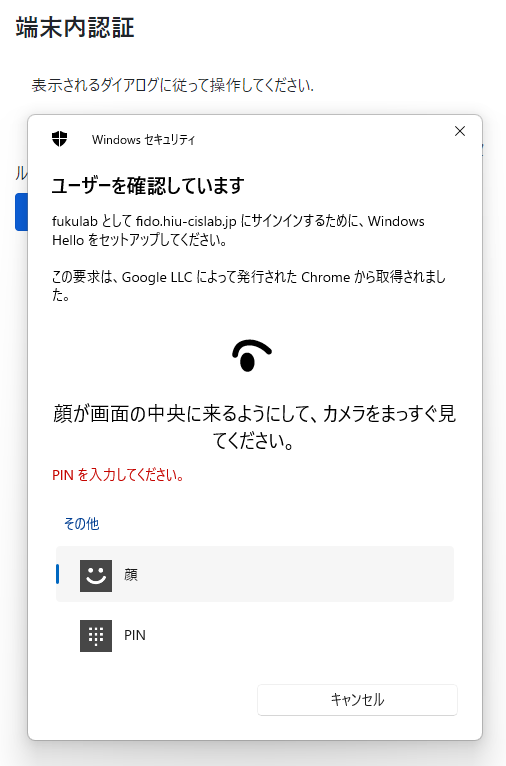 端末内認証
表示されるダイアログに従って操作してください.
Windows セキュリティ
ル
ユーザーを確認しています
fukulab として fido.hiu-cislab.jp にサインインするために、Windows
Hello をセットアップしてください。
この要求は、Google LLC によって発行された Chrome から取得されまし
た。
顔が画面の中央に来るようにして、カメラをまっすぐ見
てください。
PIN を入力してください。
その他
顔
PIN
キャンセル